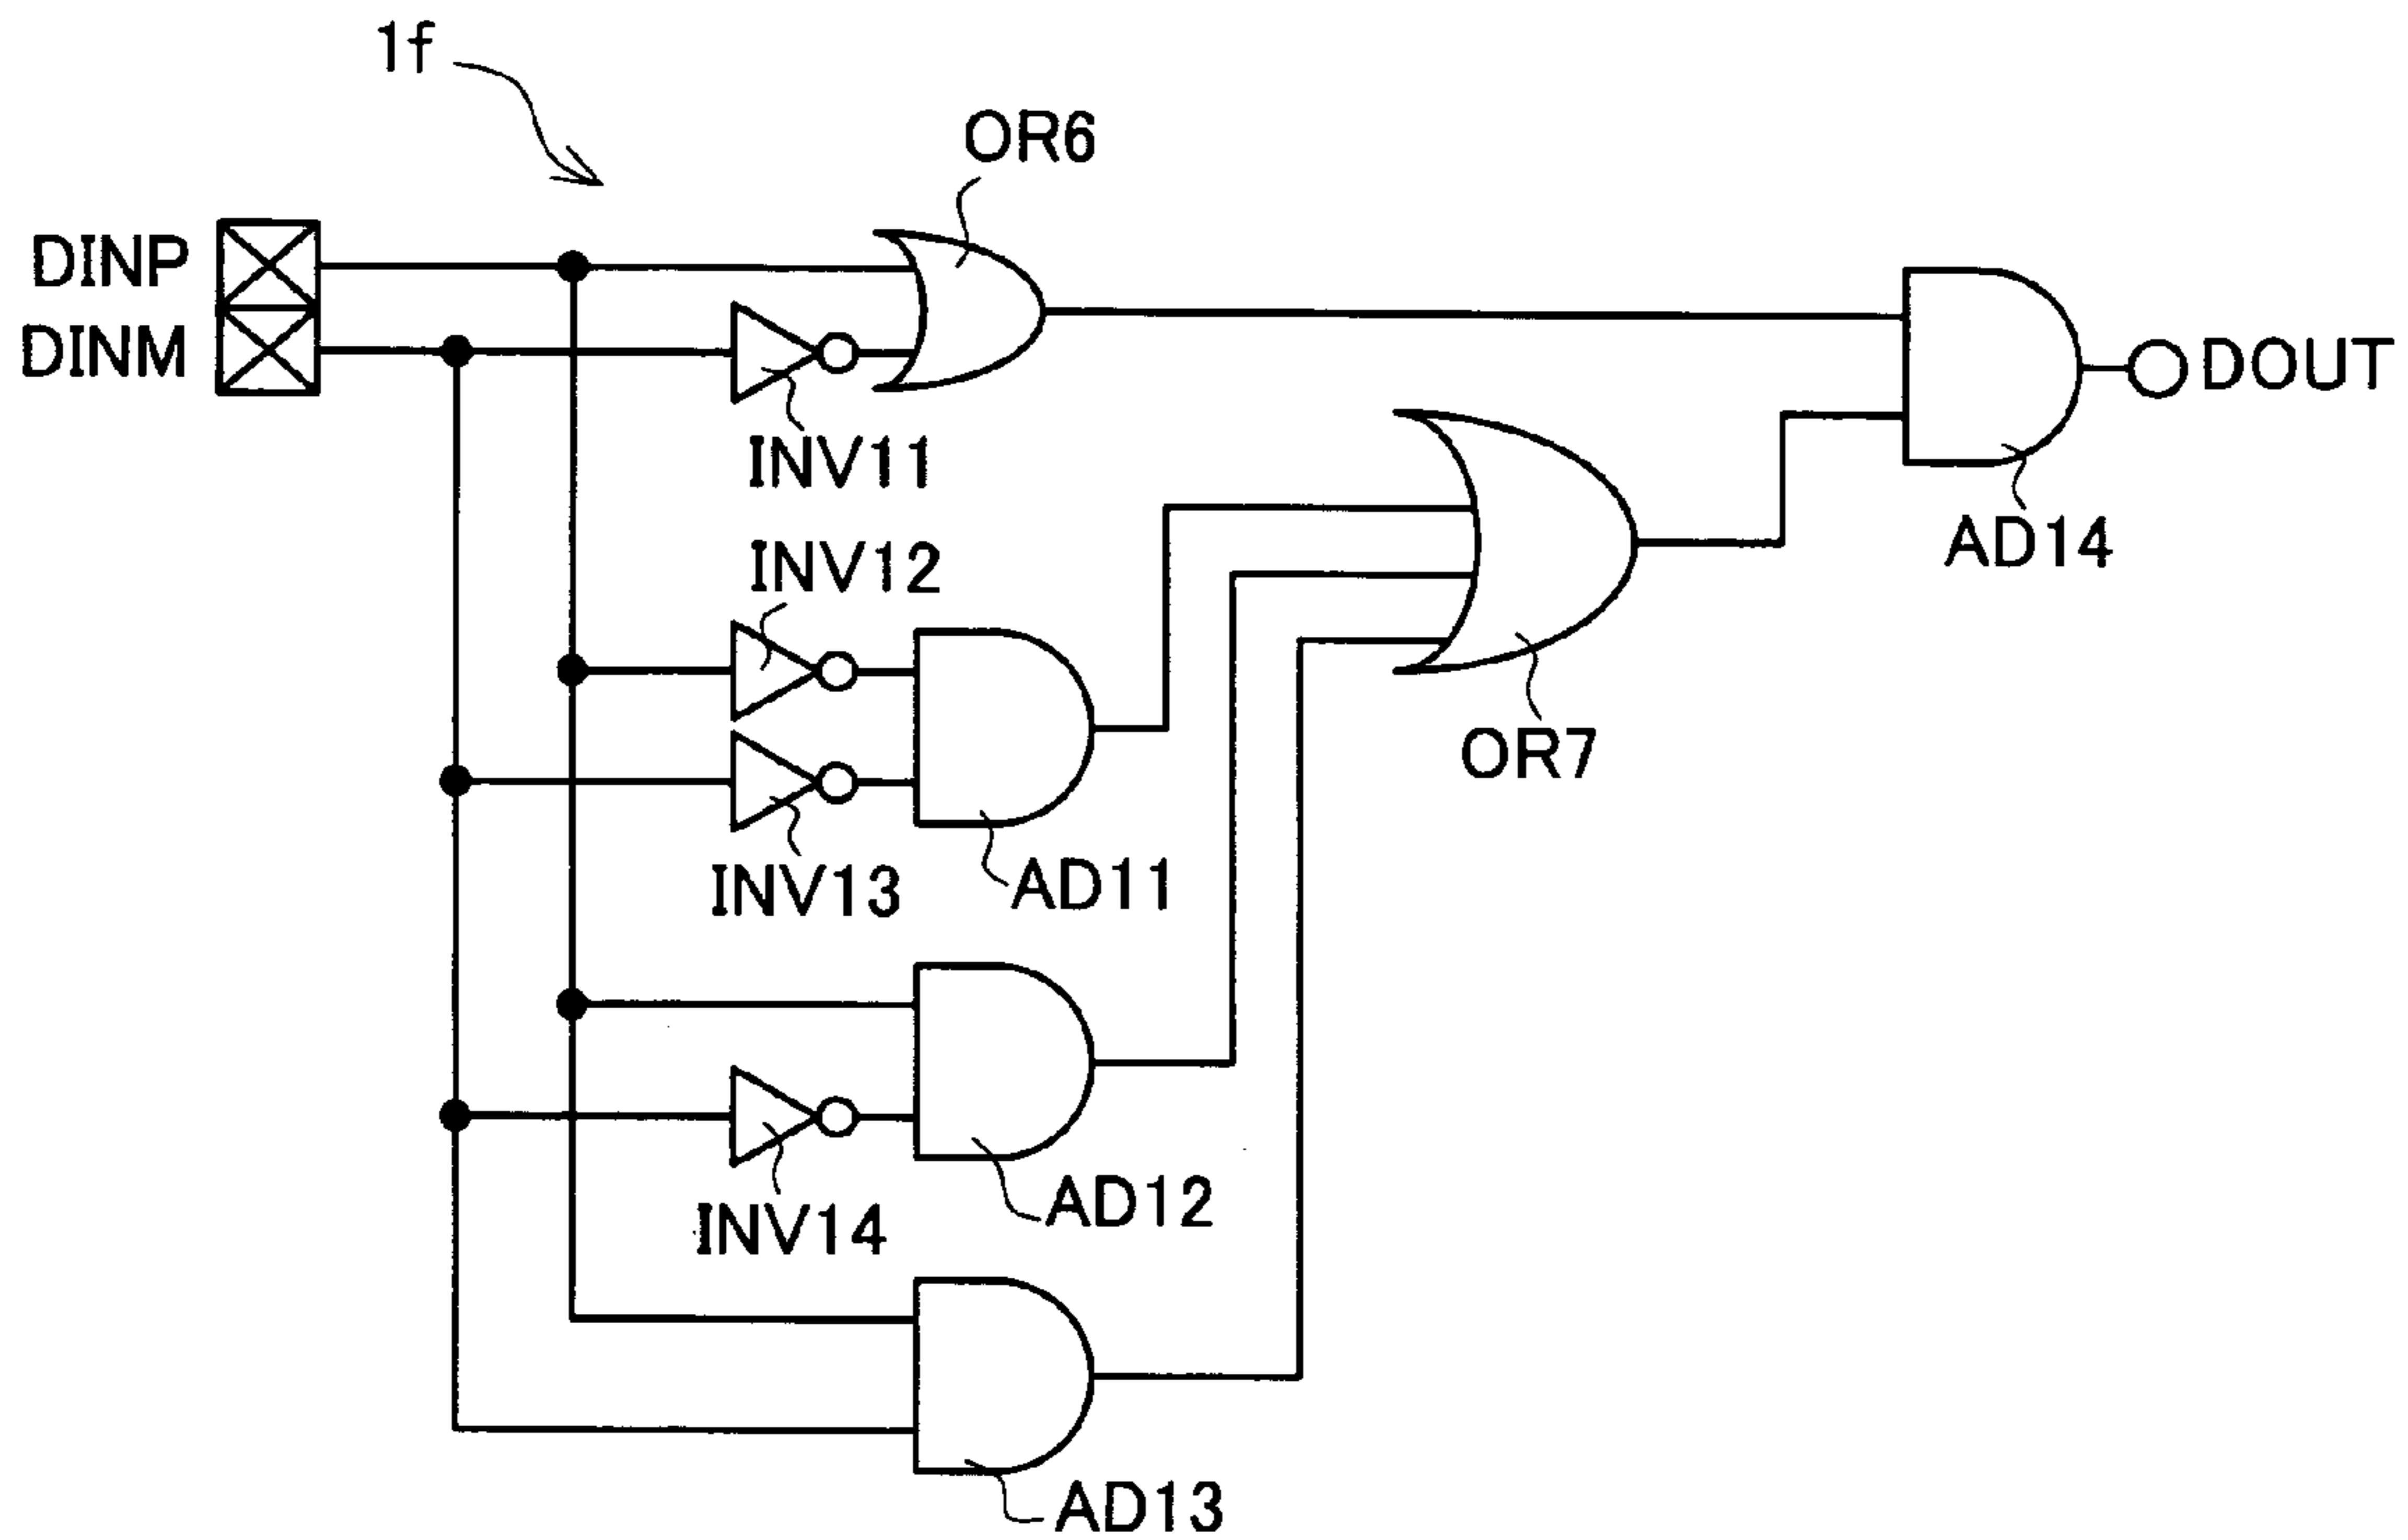 1f
OR6
DINP
DINM
DOUT
INV11
AD14
INV12
OR7
INV13
AD11
AD12
INV14
AD13